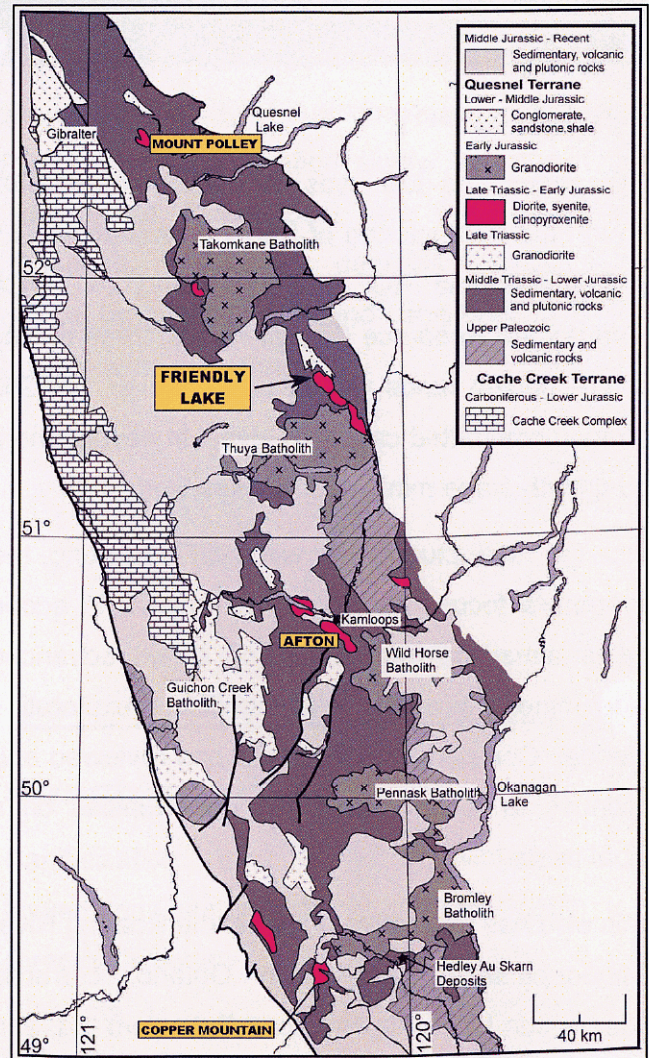 Middle Jurassic - Recent
Sedimentary, volcanic
and plutonic rocks
Quesnel Terrane
Lower - Middle Jurassic
Conglomerate,
sandstone.shale
Early Jurassic
Granodiorite
Late Triassic - Early Jurassic
Diorite, syenite,
clinopyroxenite
Late Triassic
Granodiorite
Middle Triassic - Lower Jurassic
Sedimentary, volcanic
and plutonic rocks
Upper Paleozoic
Sedimentary and
volcanic rocks
Cache Creek Terrane
Carboniferous - Lower Jurassic
Cache Creek Complex
Quesnel
Lake
Gibralter
MOUNT POLLEY
Takomkane Batholith
52°
FRIENDLY
LAKE
Thuya Batholith
51°
Kamloops
AFTON
Wild Horse
Batholith
Guichon Creek
Batholith
50°
Pennask Batholith
Okanagan
Lake
Bromley
Batholith
Hedley Au Skarn
Deposits
COPPER MOUNTAIN
49°
121°
120°
40 km